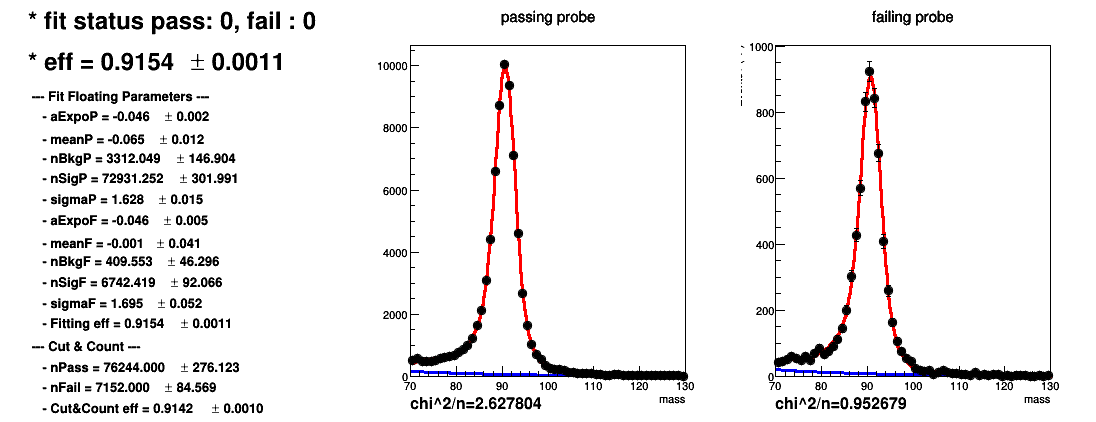 * fit status pass: 0, fail : 0
* eff = 0.9154 ± 0.0011
--- Fit Floating Parameters ---
- aExpoP = -0.046 ± 0.002
- meanP = -0.065 ± 0.012
- nBkgP = 3312.049 ± 146.904
- nSigP = 72931.252 ± 301.991
- sigmaP = 1.628 ± 0.015
- aExpoF = -0.046 ± 0.005
- meanF = -0.001 ± 0.041
- nBkgF = 409.553 ± 46.296
- nSigF = 6742.419 ± 92.066
- sigmaF = 1.695 ± 0.052
- Fitting eff = 0.9154 ± 0.0011
--- Cut & Count ---
- nPass = 76244.000 ± 276.123
- nFail = 7152.000 ± 84.569
- Cut&Count eff = 0.9142 ± 0.0010
passing probe
10000
8000
6000
4000
2000
0
70 80 90 100 110 120 130
mass
chi^2/n=2.627804
failing probe
1000
800
600
400
200
0
70 80 90 100 110 120 130
mass
chi^2/n=0.952679